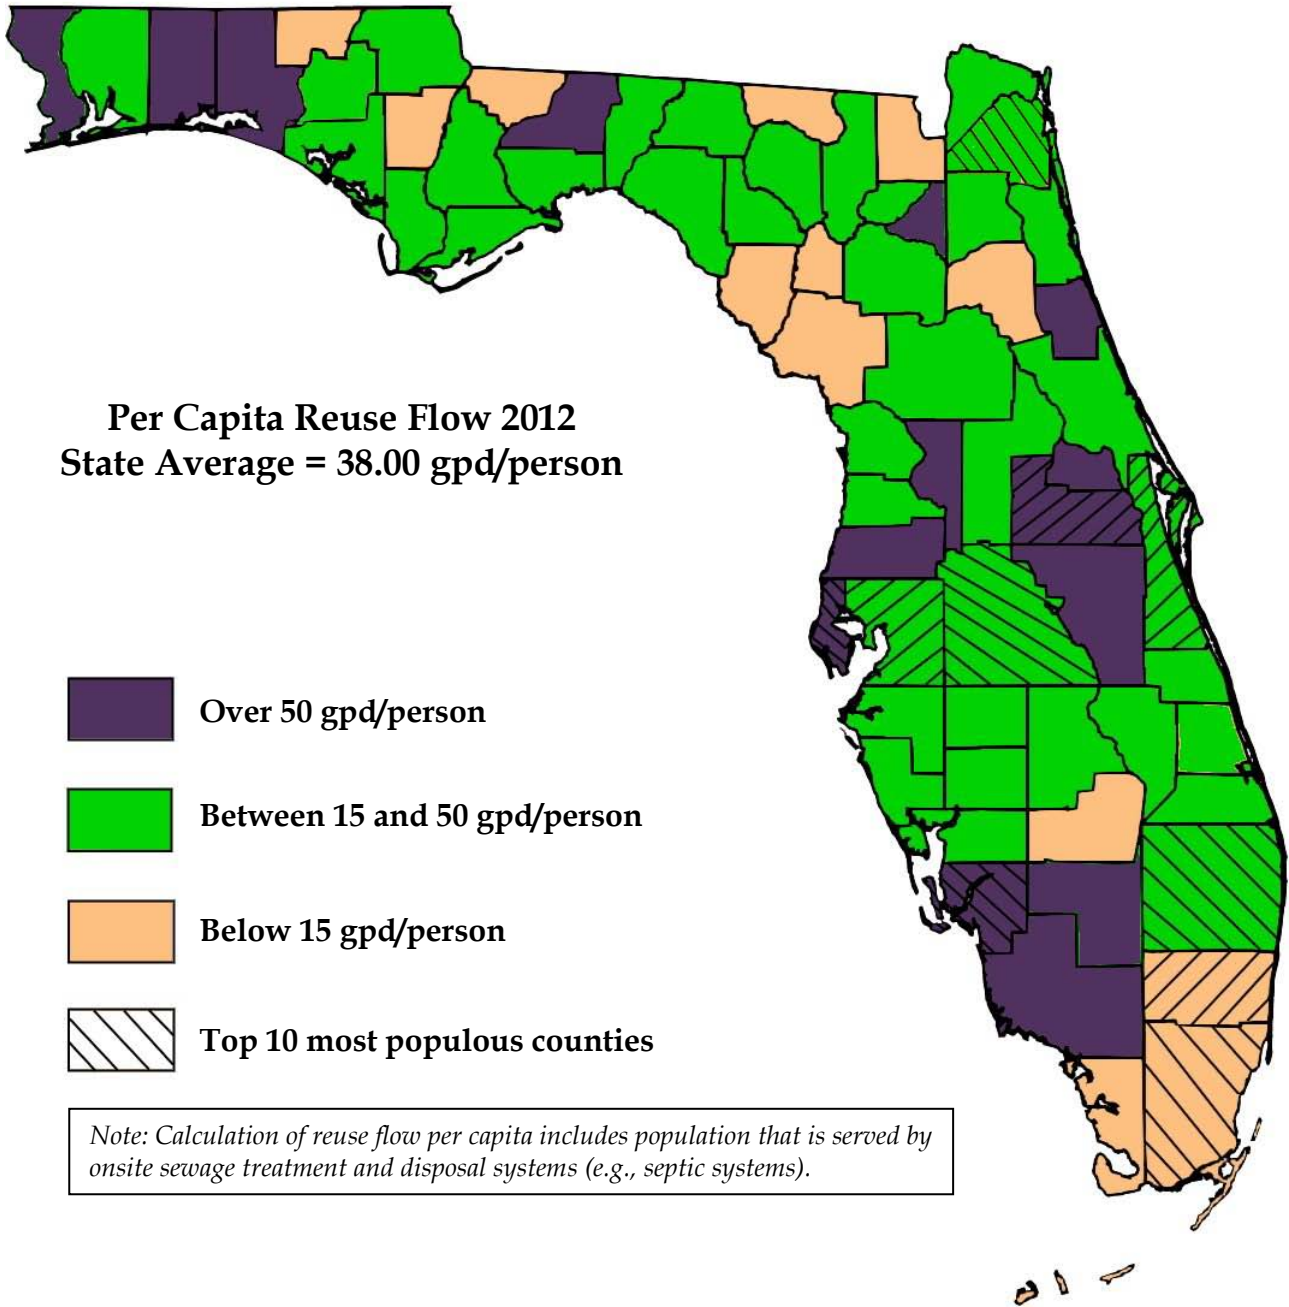 Per Capita Reuse Flow 2012
State Average = 38.00 gpd/person
Over 50 gpd/person
Between 15 and 50 gpd/person
Below 15 gpd/person
Top 10 most populous counties
Note: Calculation of reuse flow per capita includes population that is served by
onsite sewage treatment and disposal systems (e.g., septic systems).